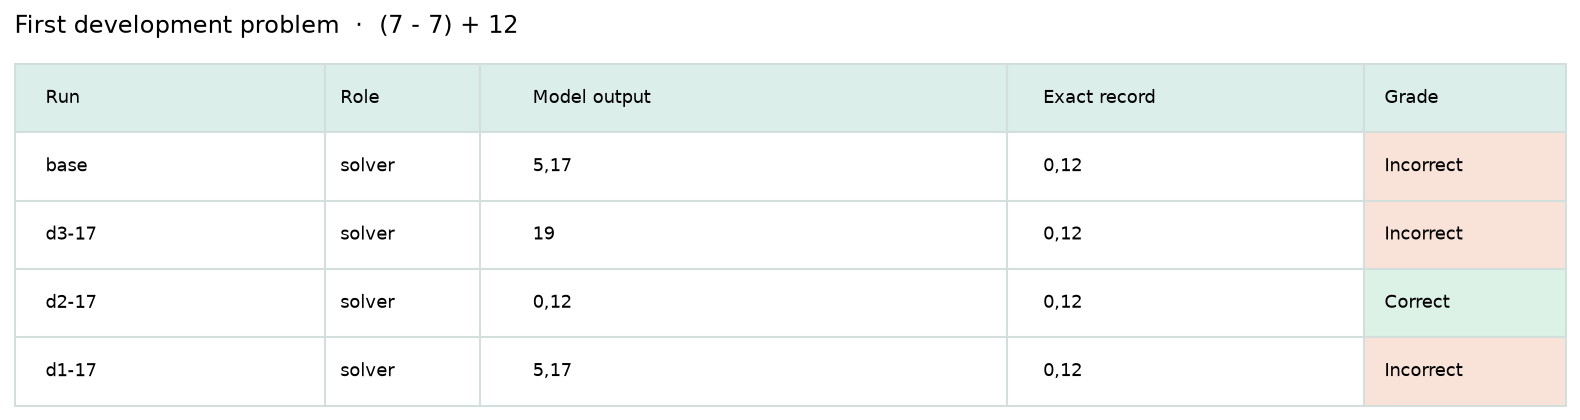 First development problem · (7 - 7) + 12
Run Role Model output Exact record Grade
base solver 5,17 0,12 Incorrect
d3-17 solver 19 0,12 Incorrect
d2-17 solver 0,12 0,12 Correct
d1-17 solver 5,17 0,12 Incorrect